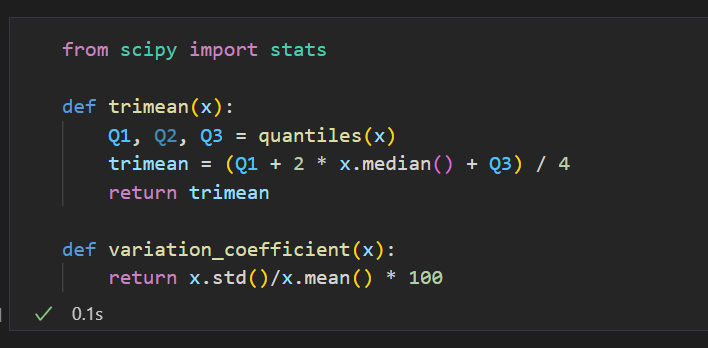 from scipy import stats
def trimean(x):
Q1, Q2, Q3 = quantiles(x)
trimean = (Q1 + 2 * x.median() + Q3) / 4
return trimean
def variation_coefficient(x):
return x.std()/x.mean() * 100
0.1s